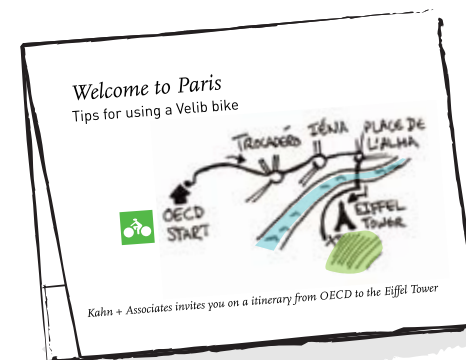 Welcome to Paris
Tips for using a Velib bike
TROCADÉRO
IÉNA
PLACE DE
L'ALHA
OECD
START
EIFFEL
TOWER
Kahn + Associates invites you on a itinerary from OECD to the Eiffel Tower